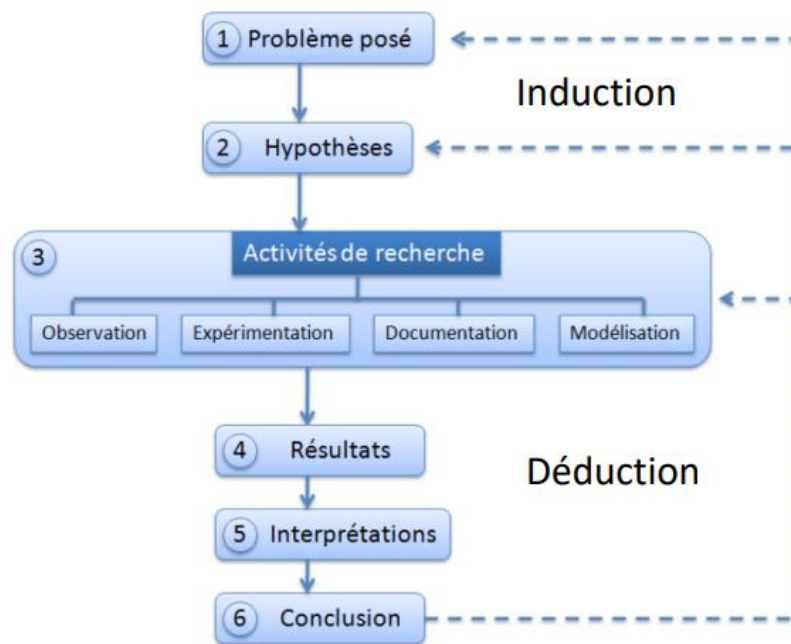 1 Problème posé
Induction
2 Hypothèses
3 Activités de recherche
Observation Expérimentation Documentation Modélisation
4 Résultats
Déduction
5 Interprétations
6 Conclusion